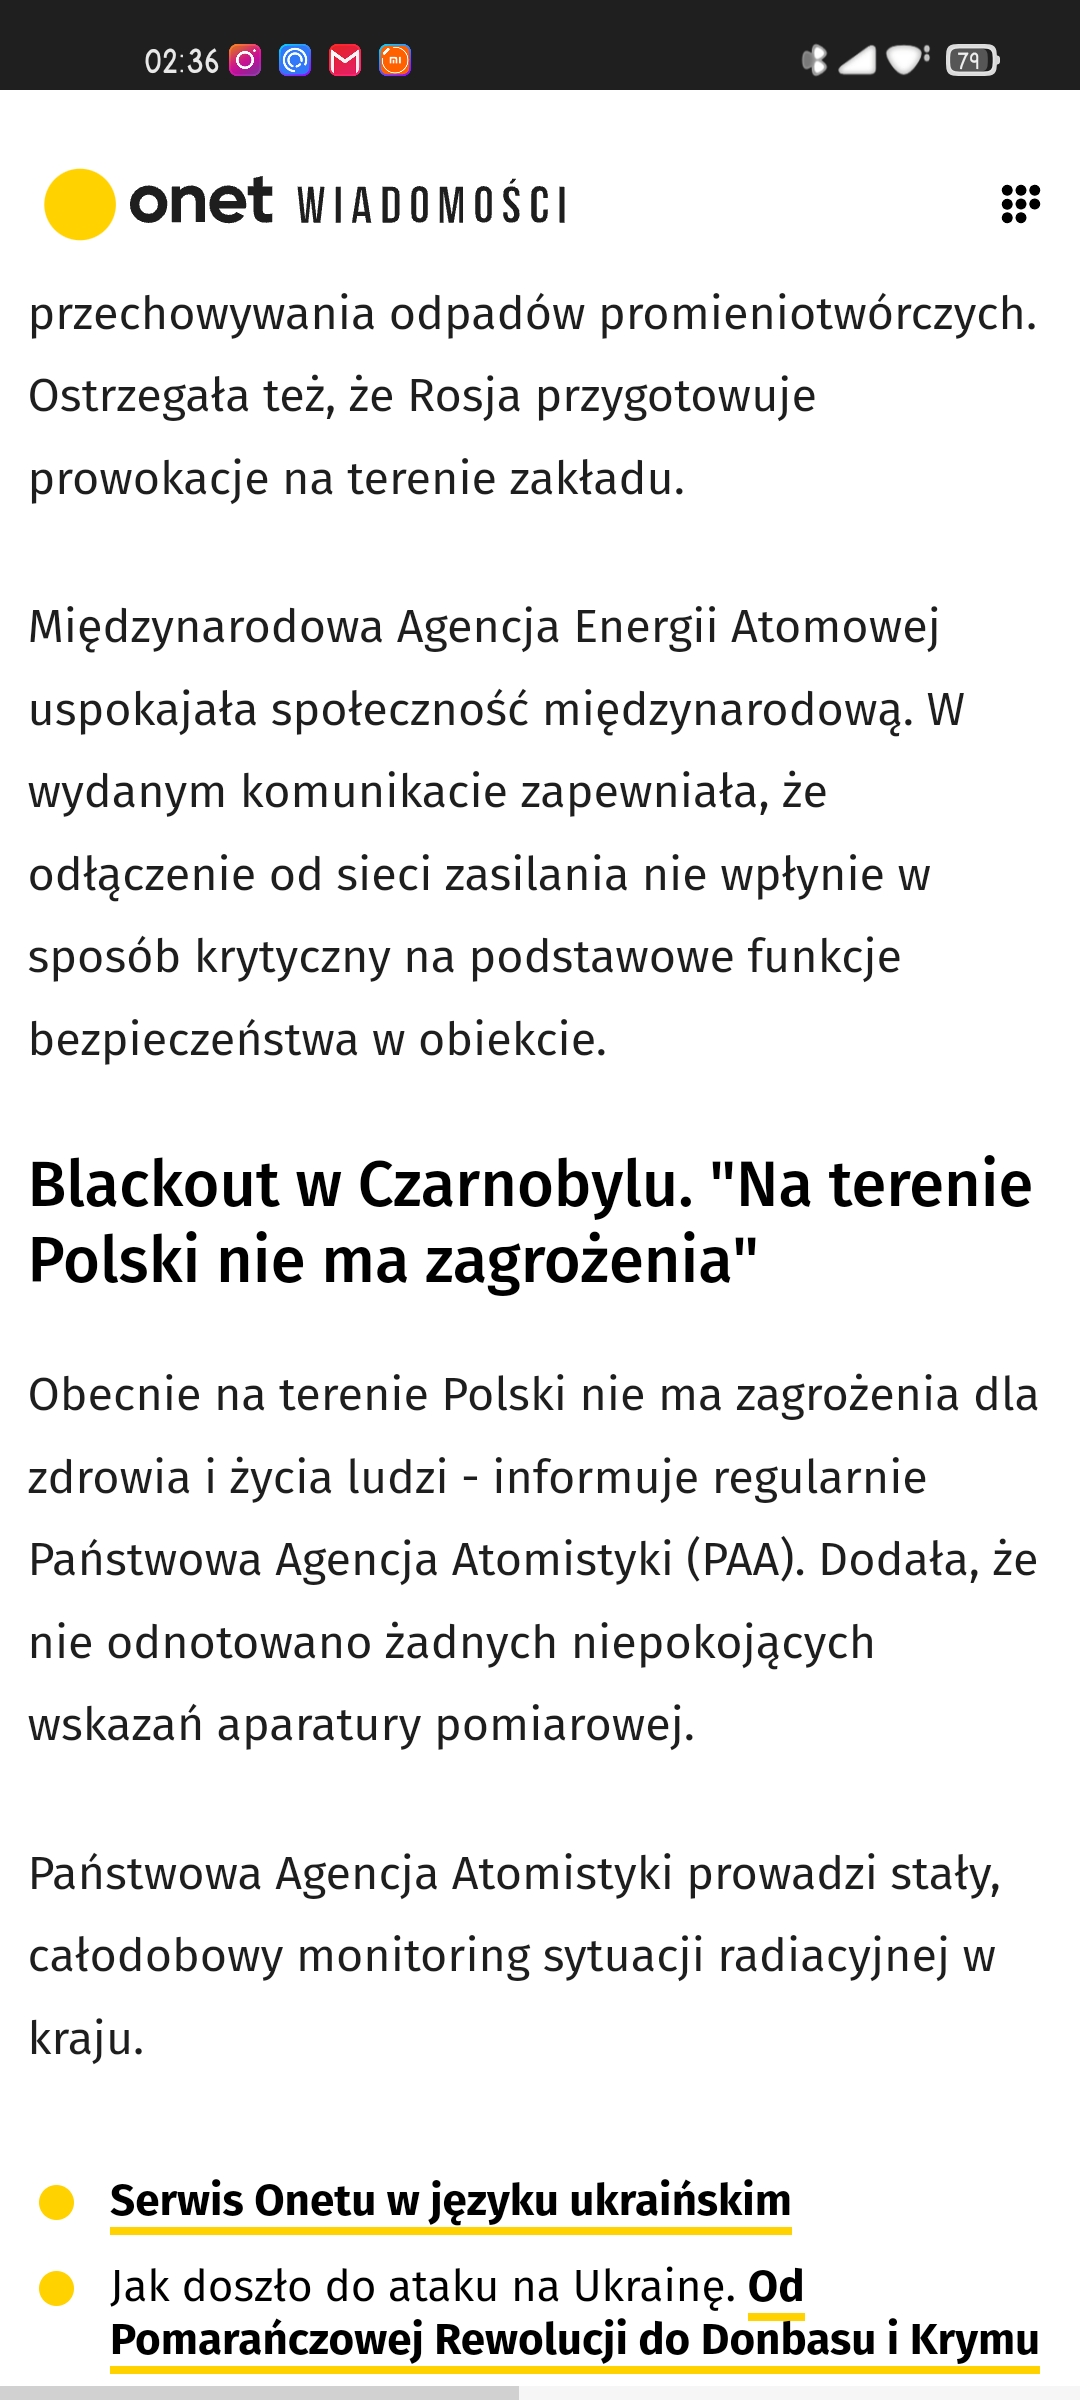 02:36
79
onet WIADOMOŚCI
przechowywania odpadów promieniotwórczych.
Ostrzegała też, że Rosja przygotowuje
prowokacje na terenie zakładu.
Międzynarodowa Agencja Energii Atomowej
uspokajała społeczność międzynarodową. W
wydanym komunikacie zapewniała, że
odłączenie od sieci zasilania nie wpłynie w
sposób krytyczny na podstawowe funkcje
bezpieczeństwa w obiekcie.
Blackout w Czarnobylu. "Na terenie
Polski nie ma zagrożenia"
Obecnie na terenie Polski nie ma zagrożenia dla
zdrowia i życia ludzi - informuje regularnie
Państwowa Agencja Atomistyki (PAA). Dodała, że
nie odnotowano żadnych niepokojących
wskazań aparatury pomiarowej.
Państwowa Agencja Atomistyki prowadzi stały,
całodobowy monitoring sytuacji radiacyjnej w
kraju.
Serwis Onetu w języku ukraińskim
Jak doszło do ataku na Ukrainę. Od
Pomarańczowej Rewolucji do Donbasu i Krymu